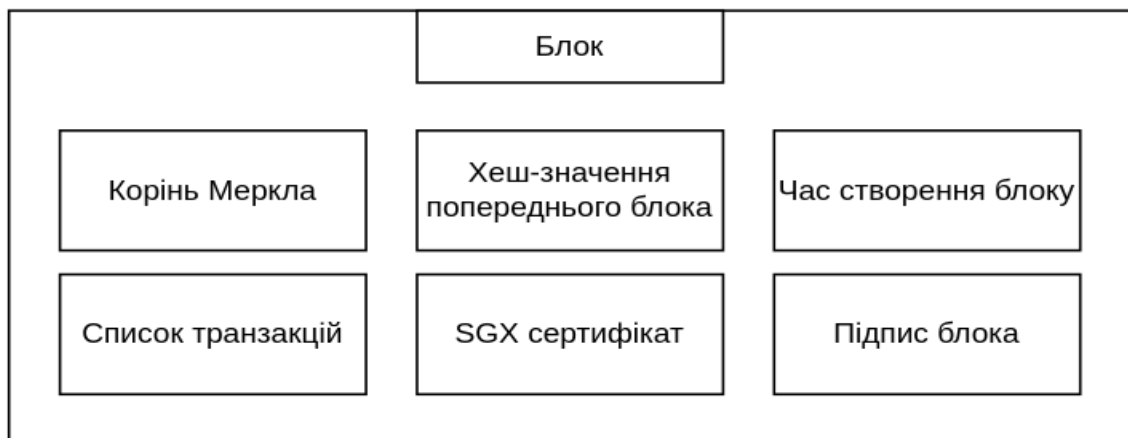 Блок
Корінь Меркла
Хеш-значення
попереднього блока
Час створення блоку
Список транзакцій
SGX сертифікат
Підпис блока